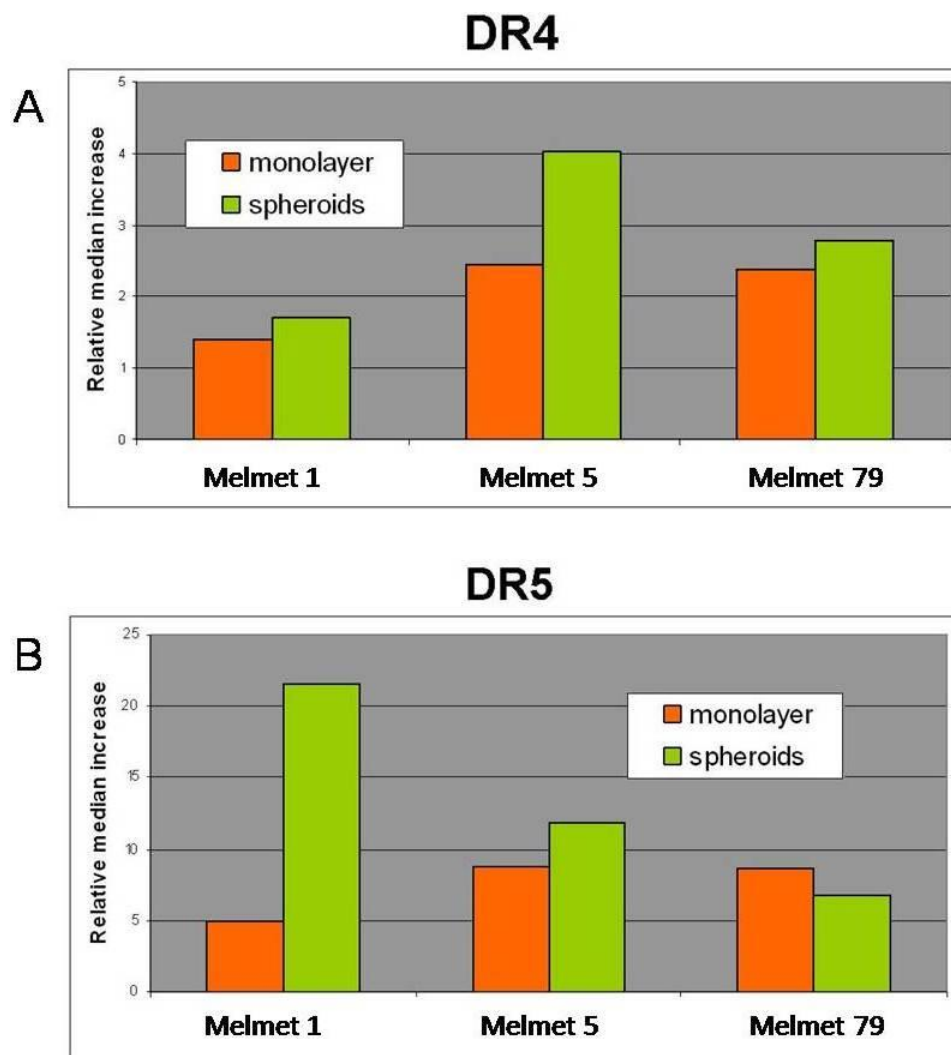 DR4
A
Relative median increase
5
4
3
2
1
0
monolayer
spheroids
Melmet 1 Melmet 5 Melmet 79
DR5
B
Relative median increase
25
20
15
10
5
0
monolayer
spheroids
Melmet 1 Melmet 5 Melmet 79